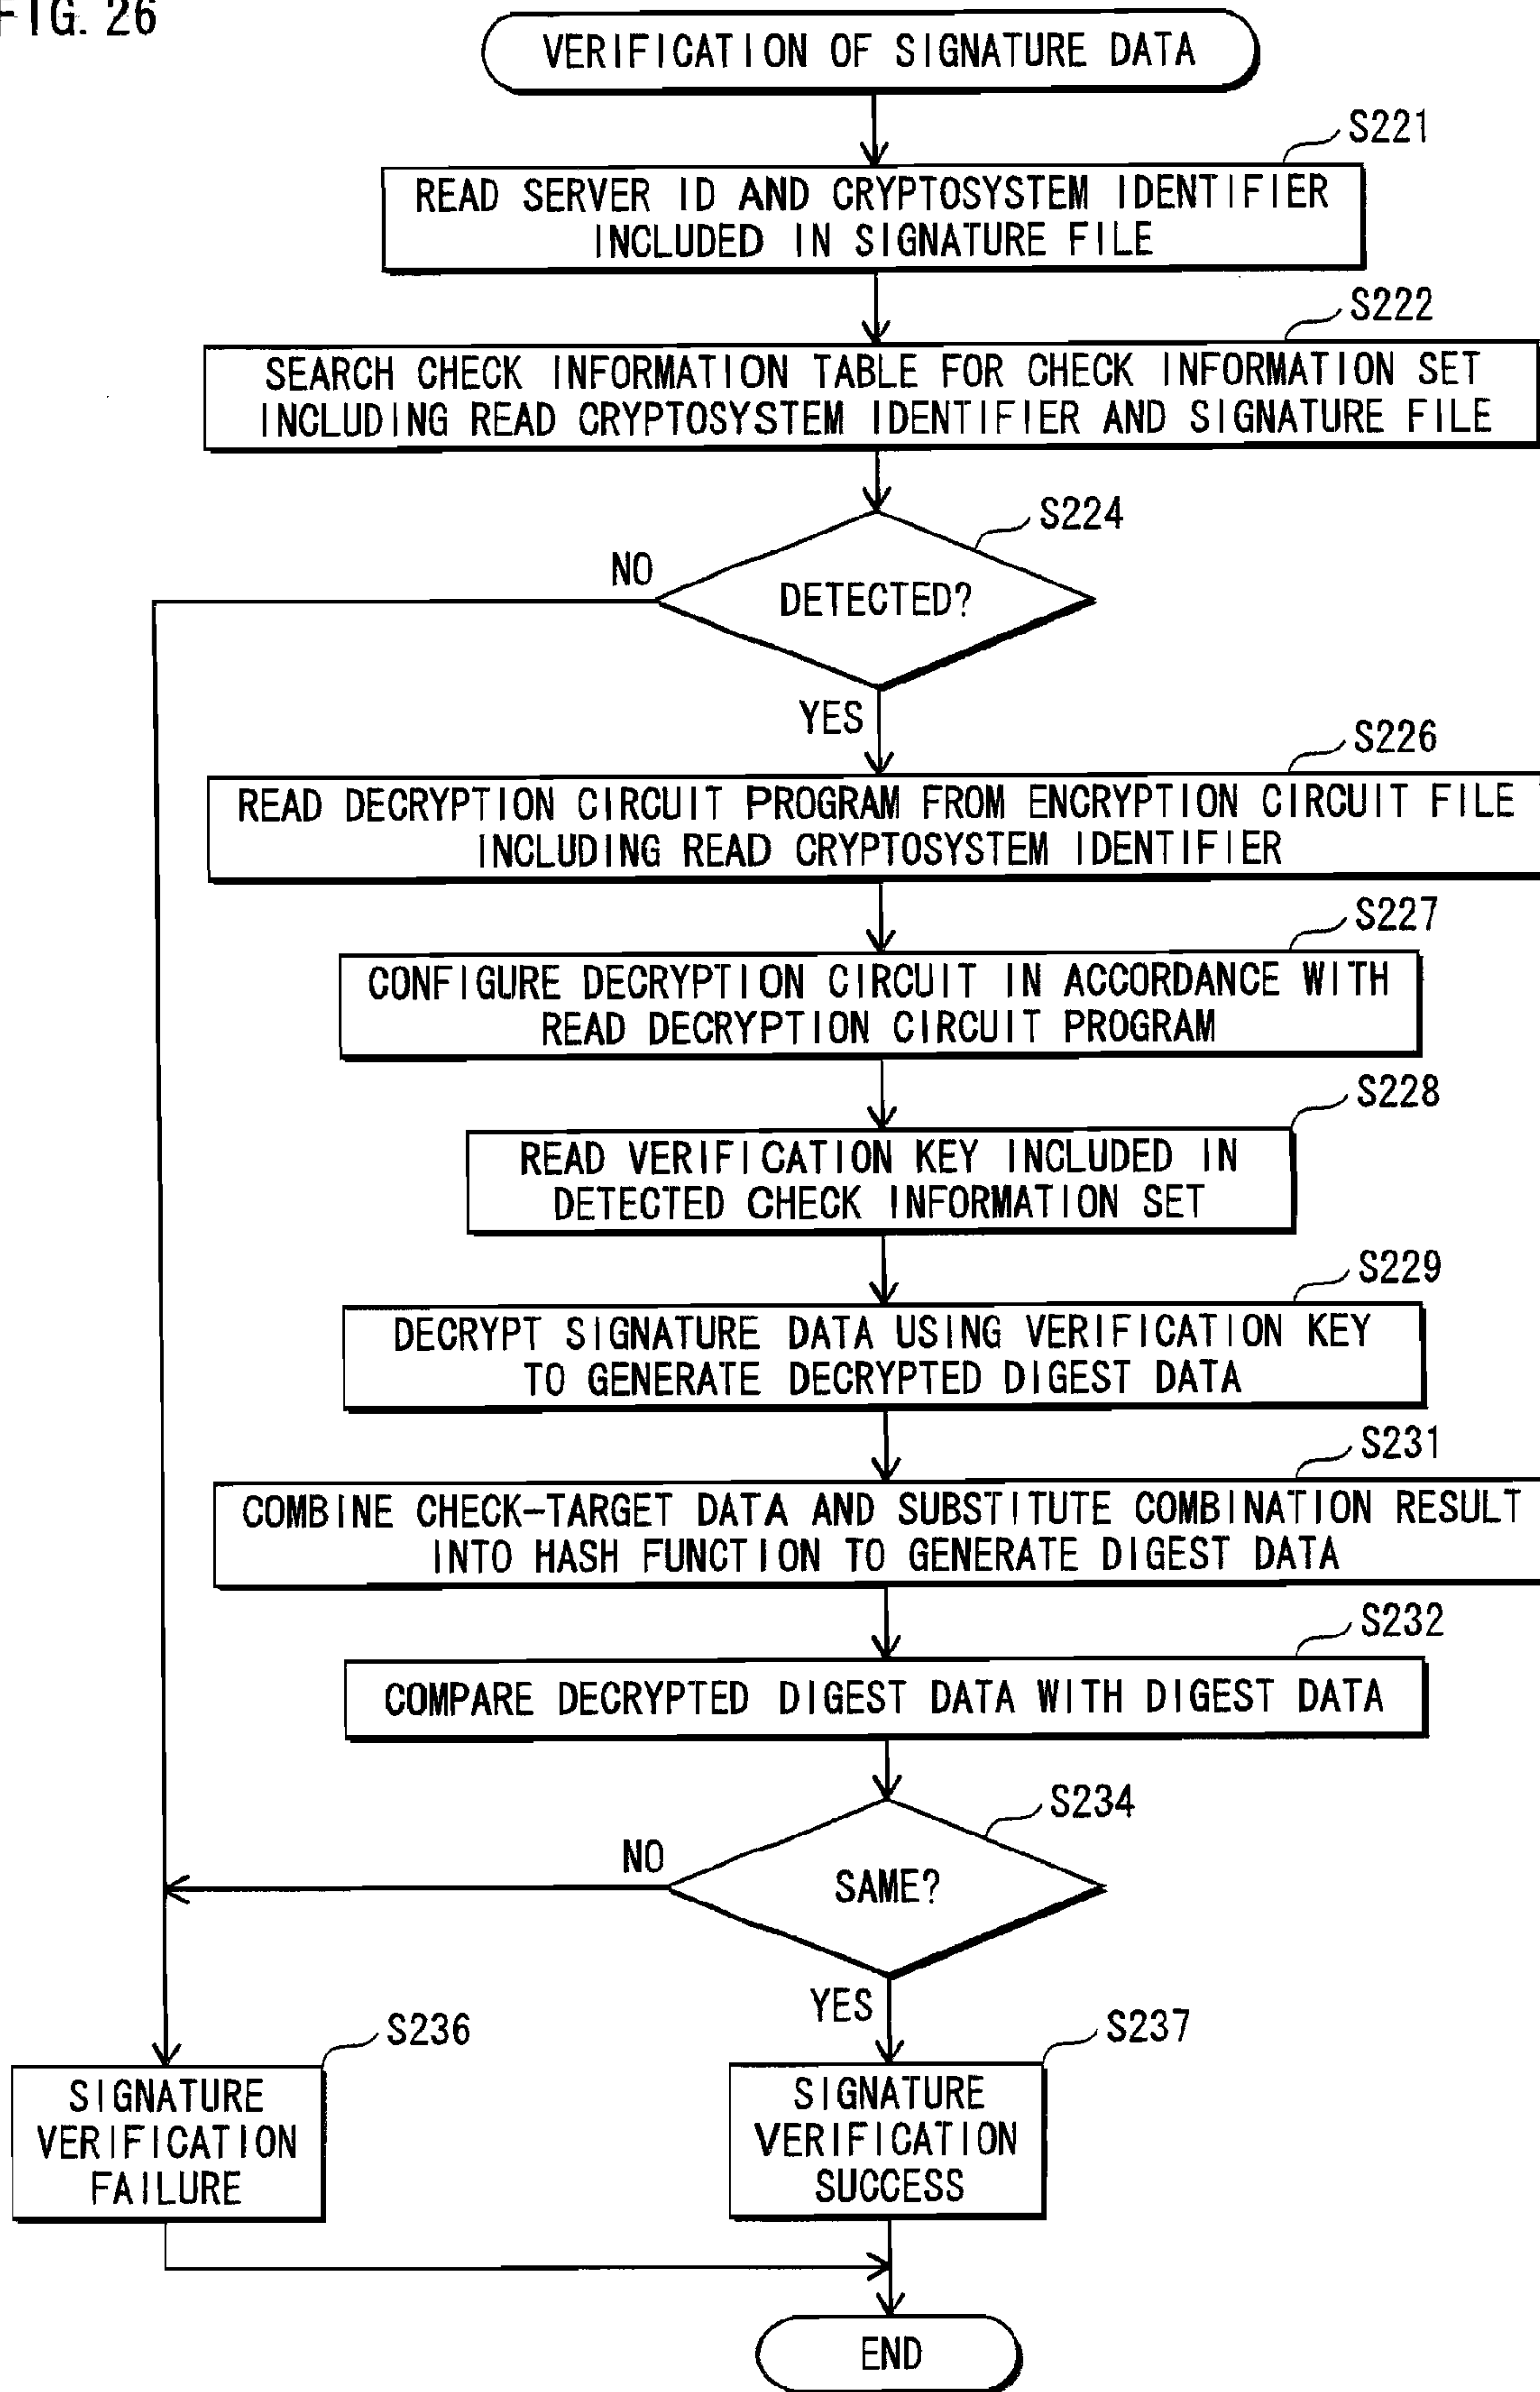 FIG. 26
VERIFICATION OF SIGNATURE DATA
S221
READ SERVER ID AND CRYPTOSYSTEM IDENTIFIER
INCLUDED IN SIGNATURE FILE
S222
SEARCH CHECK INFORMATION TABLE FOR CHECK INFORMATION SET
INCLUDING READ CRYPTOSYSTEM IDENTIFIER AND SIGNATURE FILE
S224
NO
DETECTED?
YES
S226
READ DECRYPTION CIRCUIT PROGRAM FROM ENCRYPTION CIRCUIT FILE
INCLUDING READ CRYPTOSYSTEM IDENTIFIER
S227
CONFIGURE DECRYPTION CIRCUIT IN ACCORDANCE WITH
READ DECRYPTION CIRCUIT PROGRAM
S228
READ VERIFICATION KEY INCLUDED IN
DETECTED CHECK INFORMATION SET
S229
DECRYPT SIGNATURE DATA USING VERIFICATION KEY
TO GENERATE DECRYPTED DIGEST DATA
S231
COMBINE CHECK-TARGET DATA AND SUBSTITUTE COMBINATION RESULT
INTO HASH FUNCTION TO GENERATE DIGEST DATA
S232
COMPARE DECRYPTED DIGEST DATA WITH DIGEST DATA
S234
NO
SAME?
YES
S236
SIGNATURE
VERIFICATION
FAILURE
S237
SIGNATURE
VERIFICATION
SUCCESS
END